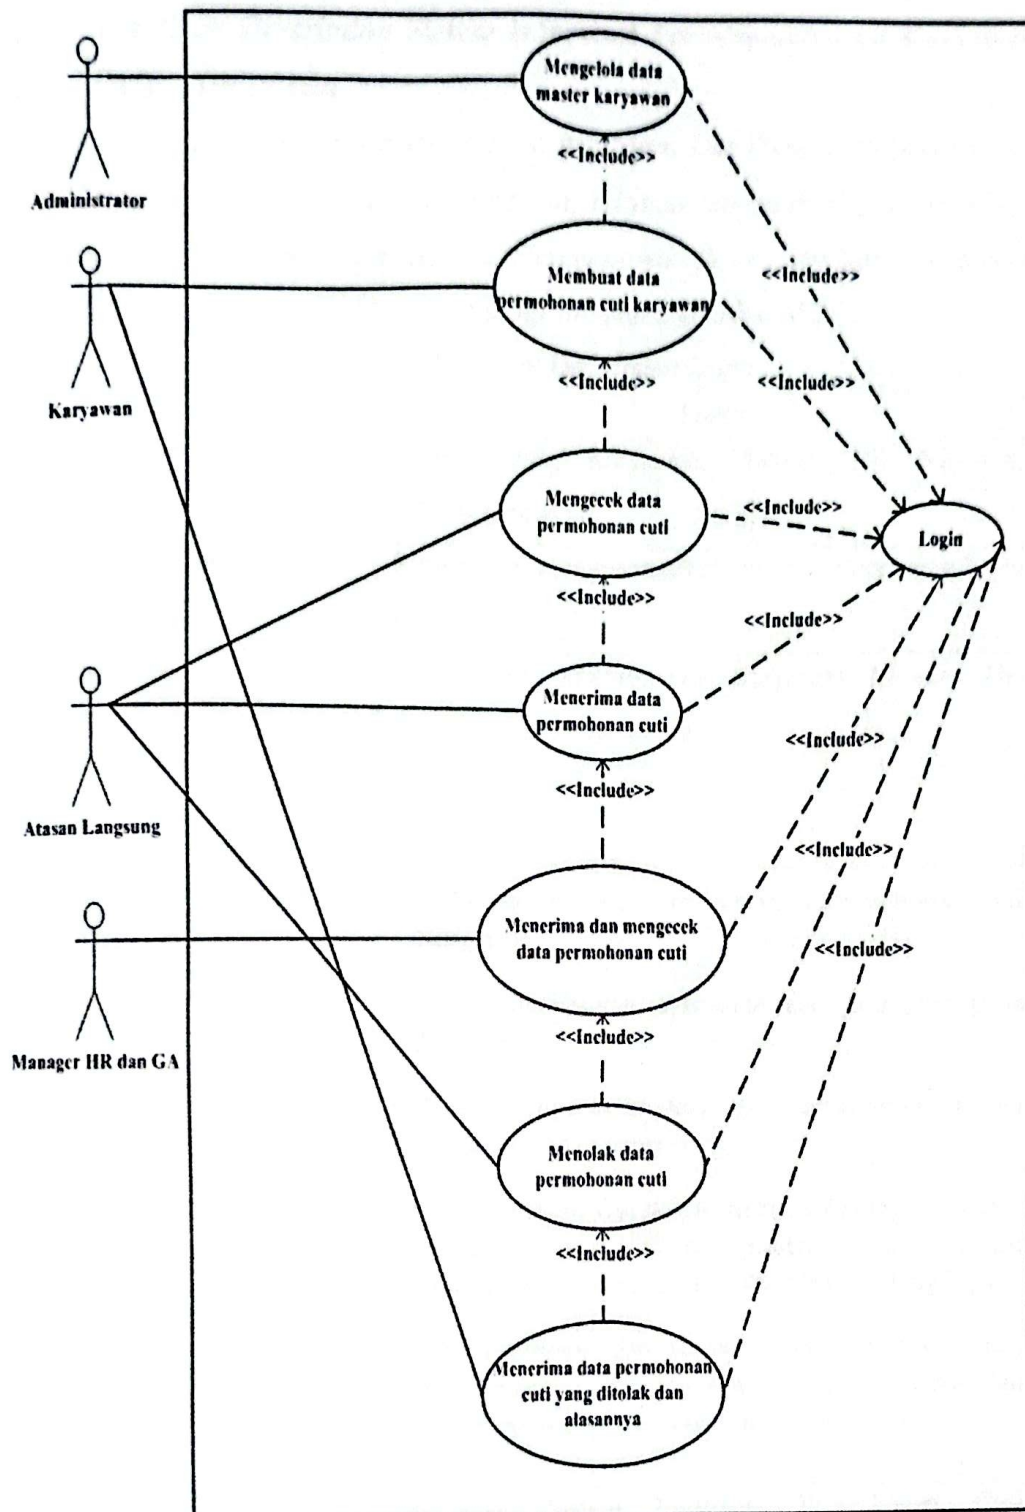 Mengelola data
master karyawan
<<Include>>
Administrator
<<Include>>
Membuat data
permohonan cuti karyawan
<<Include>>
<<Include>>
Karyawan
Mengecek data
permohonan cuti
<<Include>>
Login
<<Include>>
<<Include>>
Menerima data
permohonan cuti
<<Include>>
<<Include>>
Atasan Langsung
<<Include>>
Menerima dan mengecek
data permohonan cuti
<<Include>>
Manager HR dan GA
<<Include>>
Menolak data
permohonan cuti
<<Include>>
Menerima data permohonan
cuti yang ditolak dan
alasannya